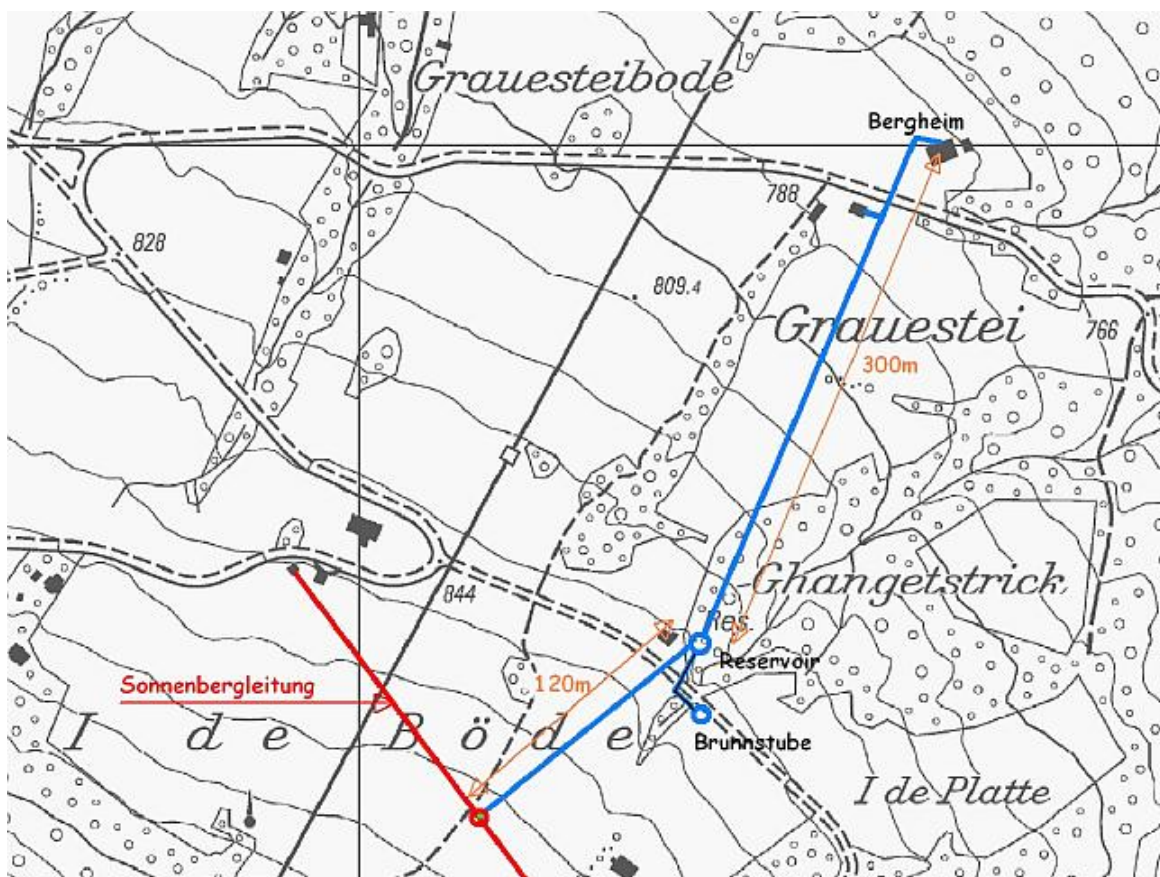 Grauesteibode
Bergheim
788
828
809.4
Grauestei
766
300m
Ghangetstrick
844
Res.
Reservoir
120m
Sonnenbergleitung
I de Böde
Brunnstube
I de Platte